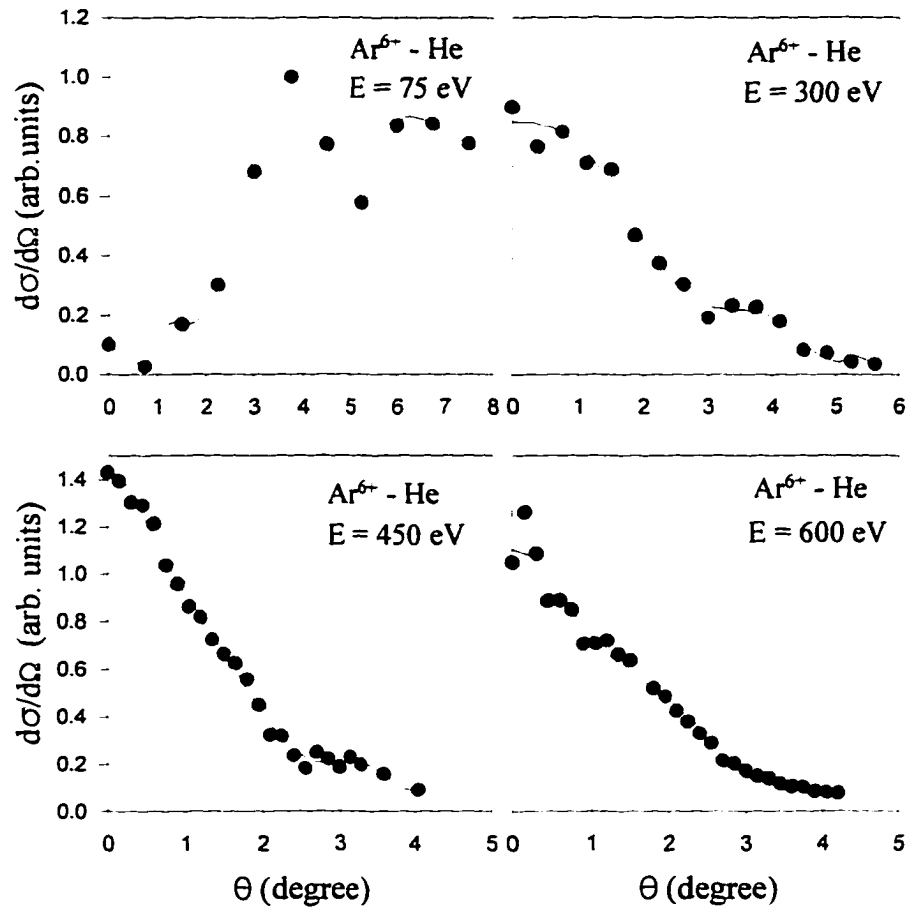 1.2
1.0
0.8
0.6
0.4
0.2
0.0
dσ/dΩ (arb.units)
Ar⁶⁺ - He
E = 75 eV
0 1 2 3 4 5 6 7 8
Ar⁶⁺ - He
E = 300 eV
0 1 2 3 4 5 6
1.4
1.2
1.0
0.8
0.6
0.4
0.2
0.0
dσ/dΩ (arb. units)
Ar⁶⁺ - He
E = 450 eV
0 1 2 3 4 5
θ (degree)
Ar⁶⁺ - He
E = 600 eV
0 1 2 3 4 5
θ (degree)